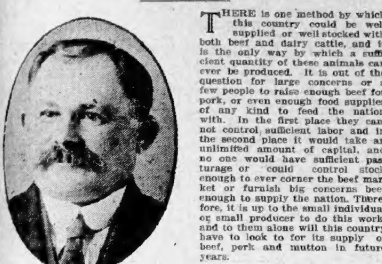 THERE is one method by which
this country could be well
supplied or well stocked with
both beef and dairy cattle, and it
is the only way by which a suffi
cient quantity of these animals can
ever be produced. It is out of the
question for large concerns or a
few people to raise enough beef for
pork, or even enough food supplies
of any kind to feed the nation
with. In the first place they can
not control sufficient labor and in
the second place it would take an
unlimited amount of capital, and
no one would have sufficient pas
turage or could control stock
enough to ever corner the beef mar
ket or furnish big concerns beef
enough to supply the nation. There
fore, it is up to the small individual
or small producer to do this work
and to them alone will this country
have to look to for its supply of
beef, pork and mutton in future
years.